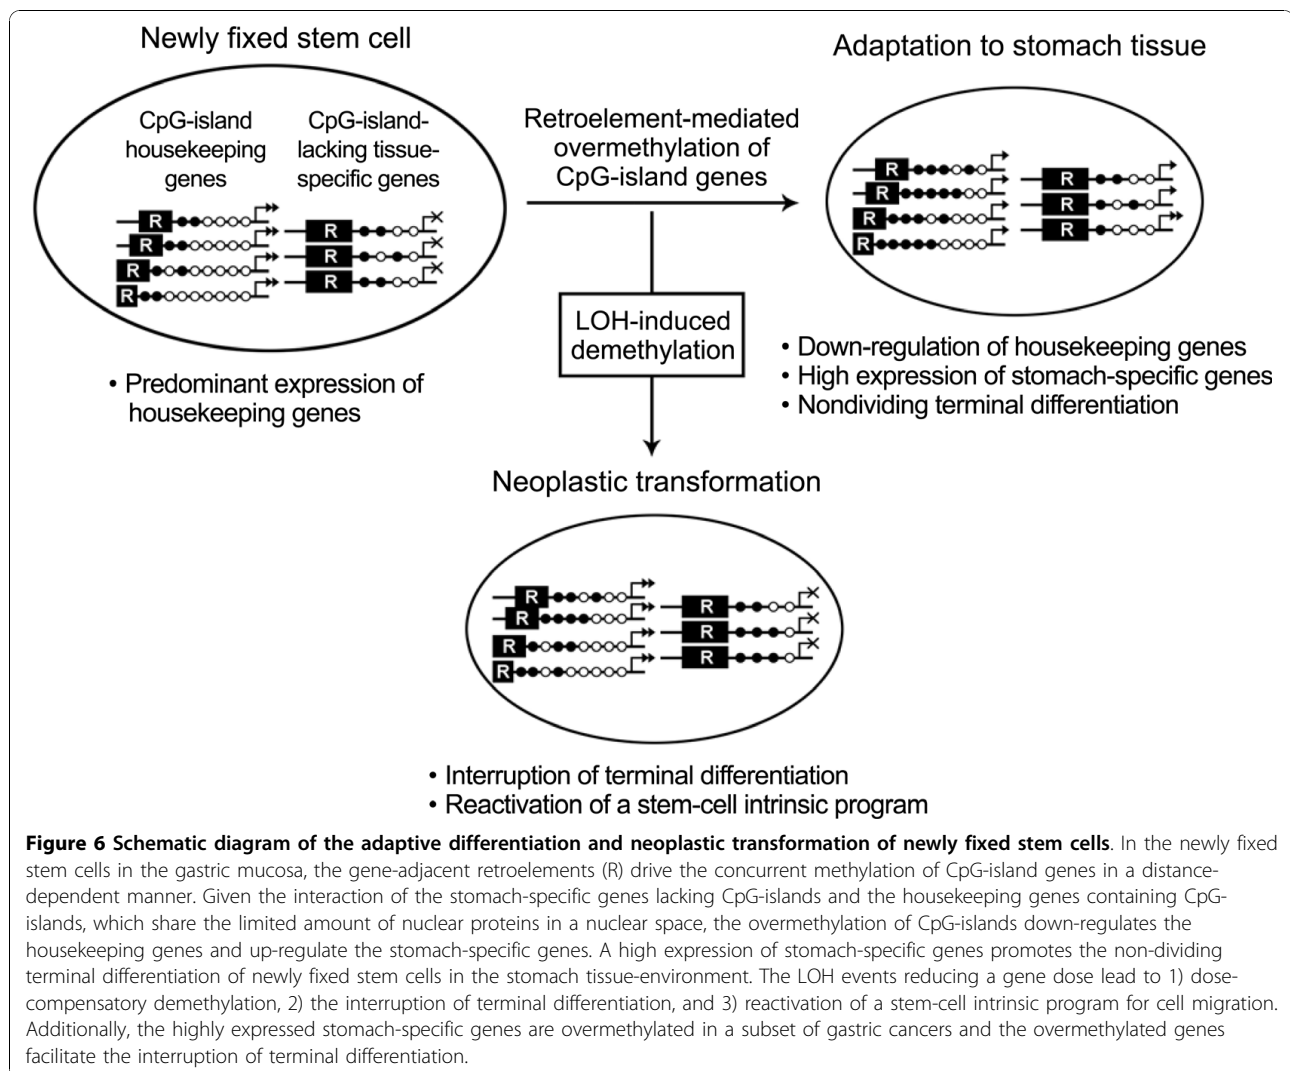 Newly fixed stem cell
CpG-island
housekeeping
genes
CpG-island-
lacking tissue-
specific genes
R
R
R
R
R
R
R
• Predominant expression of
housekeeping genes
Retroelement-mediated
overmethylation of
CpG-island genes
LOH-induced
demethylation
Adaptation to stomach tissue
R
R
R
R
R
R
R
• Down-regulation of housekeeping genes
• High expression of stomach-specific genes
• Nondividing terminal differentiation
Neoplastic transformation
R
R
R
R
R
R
R
• Interruption of terminal differentiation
• Reactivation of a stem-cell intrinsic program
Figure 6 Schematic diagram of the adaptive differentiation and neoplastic transformation of newly fixed stem cells. In the newly fixed
stem cells in the gastric mucosa, the gene-adjacent retroelements (R) drive the concurrent methylation of CpG-island genes in a distance-
dependent manner. Given the interaction of the stomach-specific genes lacking CpG-islands and the housekeeping genes containing CpG-
islands, which share the limited amount of nuclear proteins in a nuclear space, the overmethylation of CpG-islands down-regulates the
housekeeping genes and up-regulate the stomach-specific genes. A high expression of stomach-specific genes promotes the non-dividing
terminal differentiation of newly fixed stem cells in the stomach tissue-environment. The LOH events reducing a gene dose lead to 1) dose-
compensatory demethylation, 2) the interruption of terminal differentiation, and 3) reactivation of a stem-cell intrinsic program for cell migration.
Additionally, the highly expressed stomach-specific genes are overmethylated in a subset of gastric cancers and the overmethylated genes
facilitate the interruption of terminal differentiation.